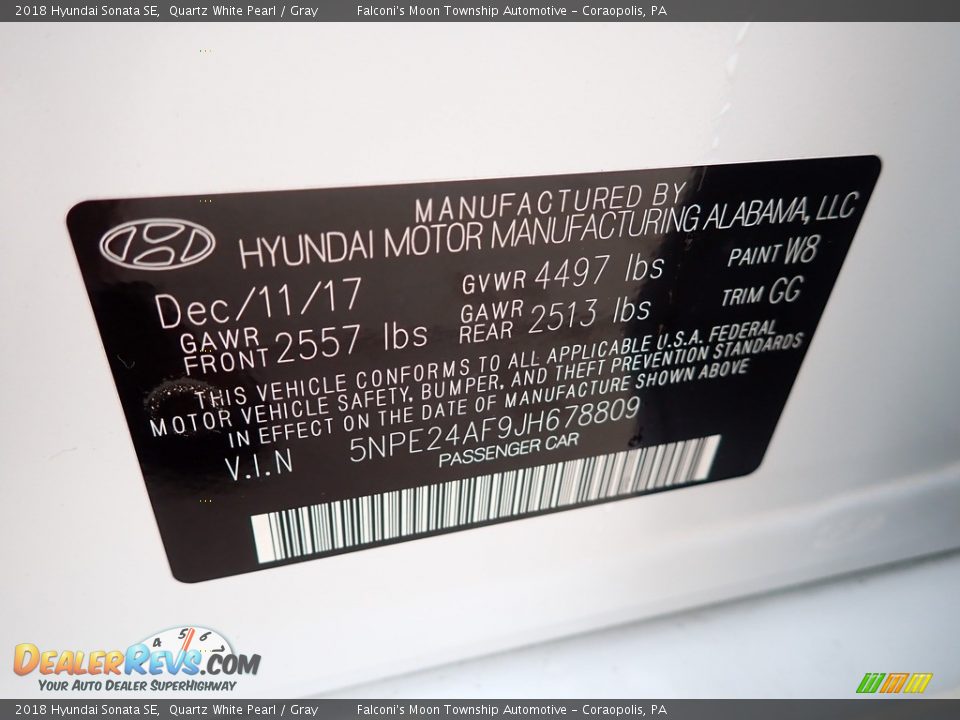 2018 Hyundai Sonata SE,  Quartz White Pearl / Gray          Falconi's Moon Township Automotive - Coraopolis, PA
MANUFACTURED BY
HYUNDAI MOTOR MANUFACTURING ALABAMA, LLC
Dec/11/17 GVWR 4497 lbs PAINT W8
GAWR FRONT 2557 lbs GAWR REAR 2513 lbs TRIM GG
THIS VEHICLE CONFORMS TO ALL APPLICABLE U.S.A. FEDERAL
MOTOR VEHICLE SAFETY, BUMPER, AND THEFT PREVENTION STANDARDS
IN EFFECT ON THE DATE OF MANUFACTURE SHOWN ABOVE
V.I.N 5NPE24AF9JH678809
PASSENGER CAR
4 5 6
DEALERREVS.COM
YOUR AUTO DEALER SUPERHIGHWAY
2018 Hyundai Sonata SE,  Quartz White Pearl / Gray          Falconi's Moon Township Automotive - Coraopolis, PA